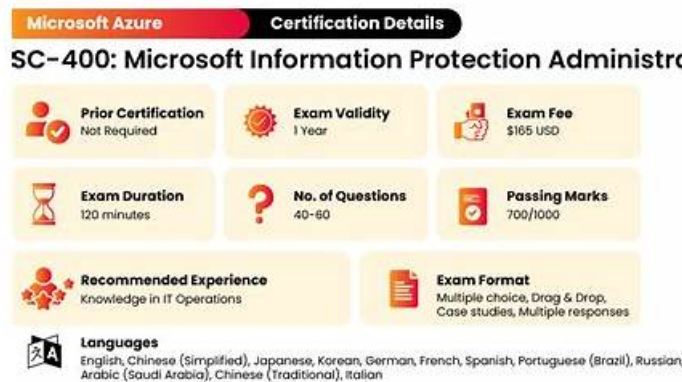 Microsoft Azure Certification Details
SC-400: Microsoft Information Protection Administra
Prior Certification
Not Required
Exam Validity
1 Year
Exam Fee
$165 USD
Exam Duration
120 minutes
No. of Questions
40-60
Passing Marks
700/1000
Recommended Experience
Knowledge in IT Operations
Exam Format
Multiple choice, Drag & Drop,
Case studies, Multiple responses
Languages
English, Chinese (Simplified), Japanese, Korean, German, French, Spanish, Portuguese (Brazil), Russian,
Arabic (Saudi Arabia), Chinese (Traditional), Italian